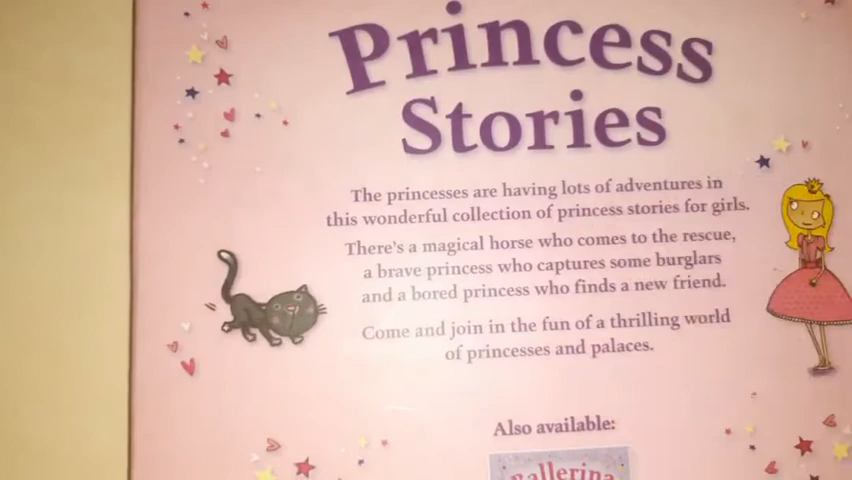 Princess
Stories
The princesses are having lots of adventures in
this wonderful collection of princess stories for girls.
There's a magical horse who comes to the rescue,
a brave princess who captures some burglars
and a bored princess who finds a new friend.
Come and join in the fun of a thrilling world
of princesses and palaces.
Also available:
Ballerina